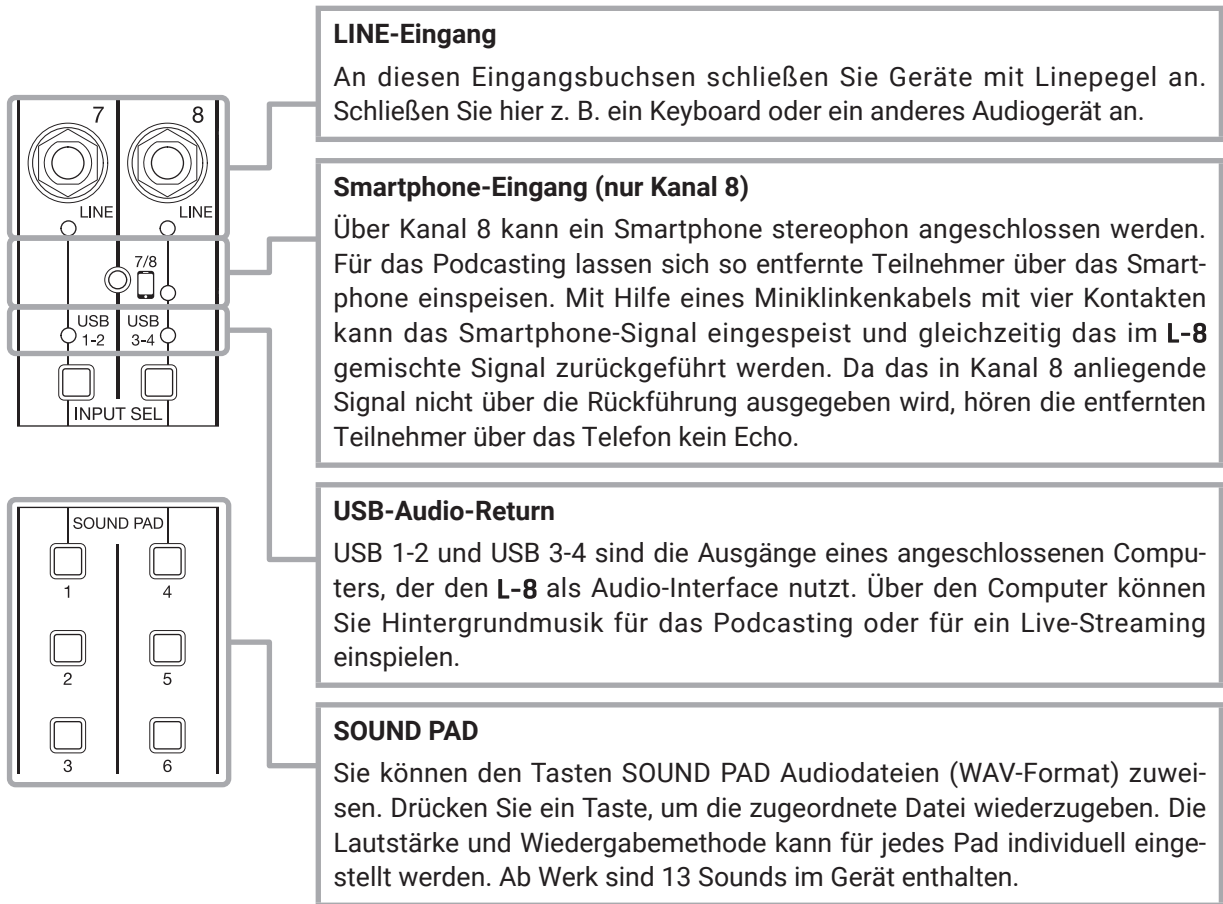 LINE-Eingang
An diesen Eingangsbuchsen schließen Sie Geräte mit Linepegel an.
Schließen Sie hier z. B. ein Keyboard oder ein anderes Audiogerät an.
7 8
LINE LINE
7/8
USB 1-2 USB 3-4
INPUT SEL
Smartphone-Eingang (nur Kanal 8)
Über Kanal 8 kann ein Smartphone stereophon angeschlossen werden.
Für das Podcasting lassen sich so entfernte Teilnehmer über das Smart-
phone einspeisen. Mit Hilfe eines Miniklinkenkabels mit vier Kontakten
kann das Smartphone-Signal eingespeist und gleichzeitig das im L-8
gemischte Signal zurückgeführt werden. Da das in Kanal 8 anliegende
Signal nicht über die Rückführung ausgegeben wird, hören die entfernten
Teilnehmer über das Telefon kein Echo.
USB-Audio-Return
USB 1-2 und USB 3-4 sind die Ausgänge eines angeschlossenen Compu-
ters, der den L-8 als Audio-Interface nutzt. Über den Computer können
Sie Hintergrundmusik für das Podcasting oder für ein Live-Streaming
einspielen.
SOUND PAD
1 4
2 5
3 6
SOUND PAD
Sie können den Tasten SOUND PAD Audiodateien (WAV-Format) zuwei-
sen. Drücken Sie ein Taste, um die zugeordnete Datei wiederzugeben. Die
Lautstärke und Wiedergabemethode kann für jedes Pad individuell einge-
stellt werden. Ab Werk sind 13 Sounds im Gerät enthalten.